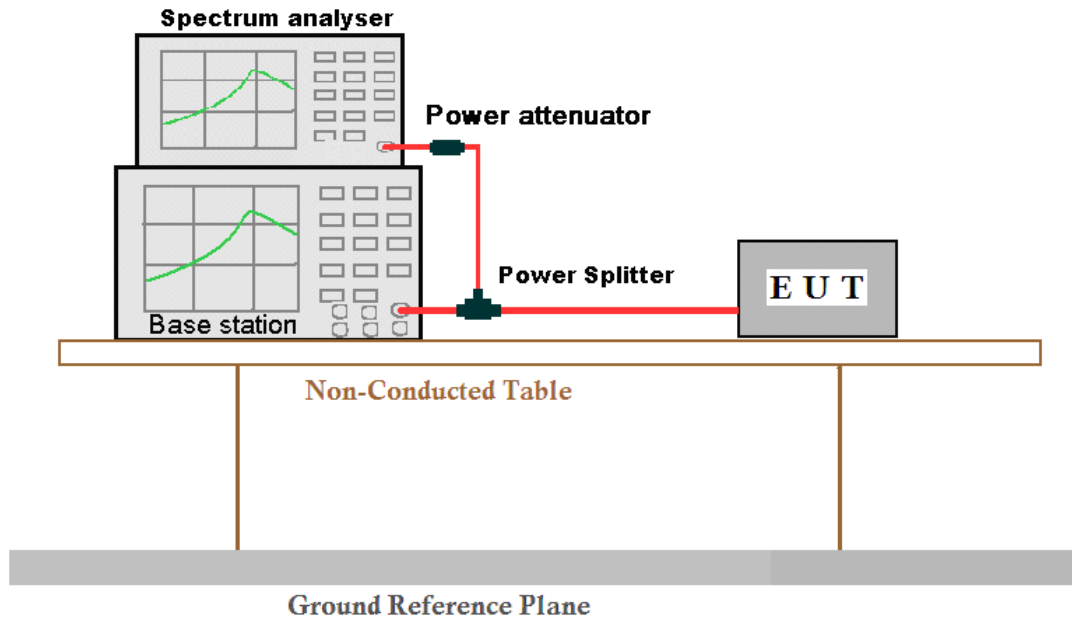 Spectrum analyser
Power attenuator
Power Splitter
E U T
Base station
Non-Conducted Table
Ground Reference Plane